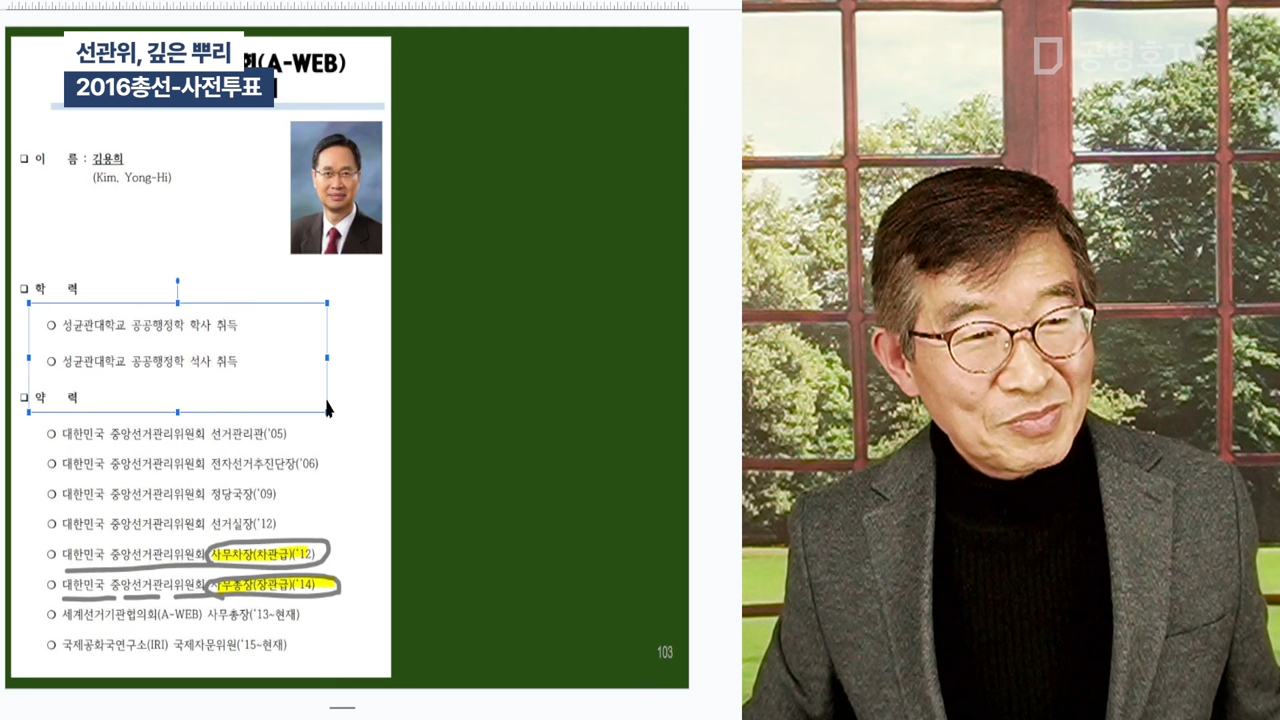 선관위, 깊은 뿌리
회(A-WEB)
2016총선-사전투표
공병호TV
❑ 이 름 : 김용희
(Kim, Yong-Hi)
❑ 학 력
❍ 성균관대학교 공공행정학 학사 취득
❍ 성균관대학교 공공행정학 석사 취득
❑ 약 력
❍ 대한민국 중앙선거관리위원회 선거관리관('05)
❍ 대한민국 중앙선거관리위원회 전자선거추진단장('06)
❍ 대한민국 중앙선거관리위원회 정당국장('09)
❍ 대한민국 중앙선거관리위원회 선거실장('12)
❍ 대한민국 중앙선거관리위원회 사무차장(차관급)('12)
❍ 대한민국 중앙선거관리위원회 사무총장(장관급)('14)
❍ 세계선거기관협의회(A-WEB) 사무총장('13~현재)
❍ 국제공화국연구소(IRI) 국제자문위원('15~현재)
103